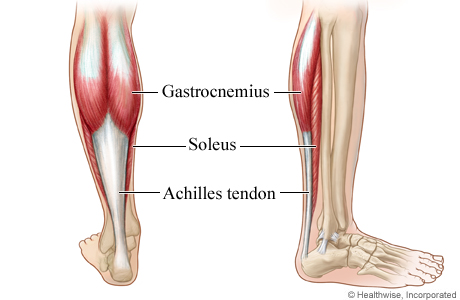 Gastrocnemius
Soleus
Achilles tendon
© Healthwise, Incorporated